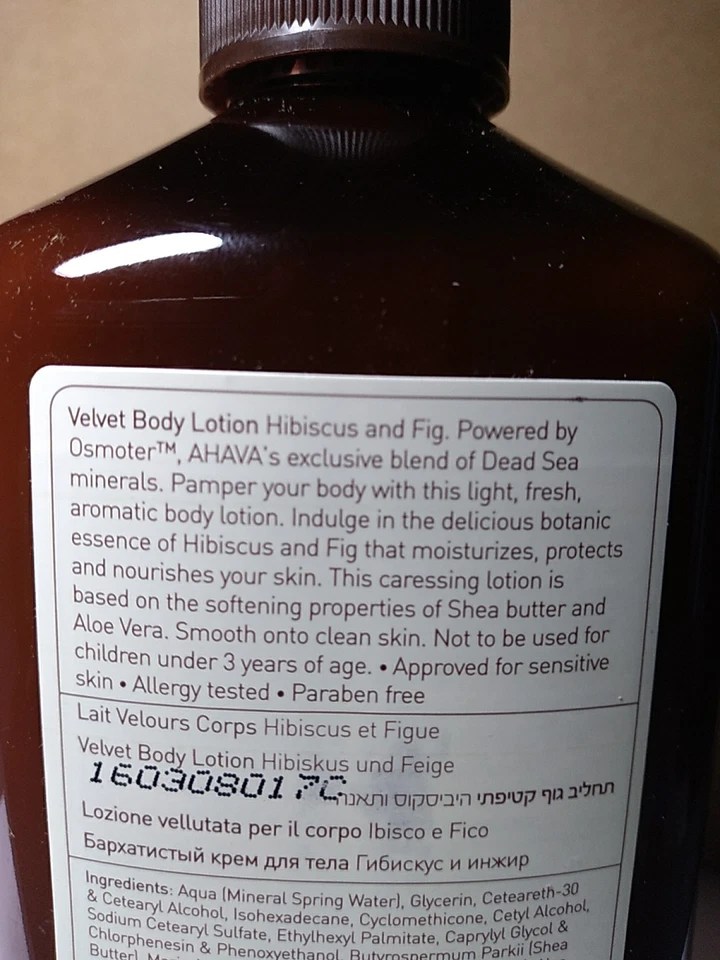 Velvet Body Lotion Hibiscus and Fig. Powered by
Osmoter™, AHAVA's exclusive blend of Dead Sea
minerals. Pamper your body with this light, fresh,
aromatic body lotion. Indulge in the delicious botanic
essence of Hibiscus and Fig that moisturizes, protects
and nourishes your skin. This caressing lotion is
based on the softening properties of Shea butter and
Aloe Vera. Smooth onto clean skin. Not to be used for
children under 3 years of age. • Approved for sensitive
skin • Allergy tested • Paraben free
Lait Velours Corps Hibiscus et Figue
Velvet Body Lotion Hibiskus und Feige
160308017C
תחליב גוף קטיפתי היביסקוס ותאנה
Lozione vellutata per il corpo Ibisco e Fico
Бархатистый крем для тела Гибискус и инжир
Ingredients: Aqua (Mineral Spring Water), Glycerin, Ceteareth-30
& Cetearyl Alcohol, Isohexadecane, Cyclomethicone, Cetyl Alcohol,
Sodium Cetearyl Sulfate, Ethylhexyl Palmitate, Caprylyl Glycol &
Chlorphenesin & Phenoxyethanol, Butyrospermum Parkii (Shea
Butter),